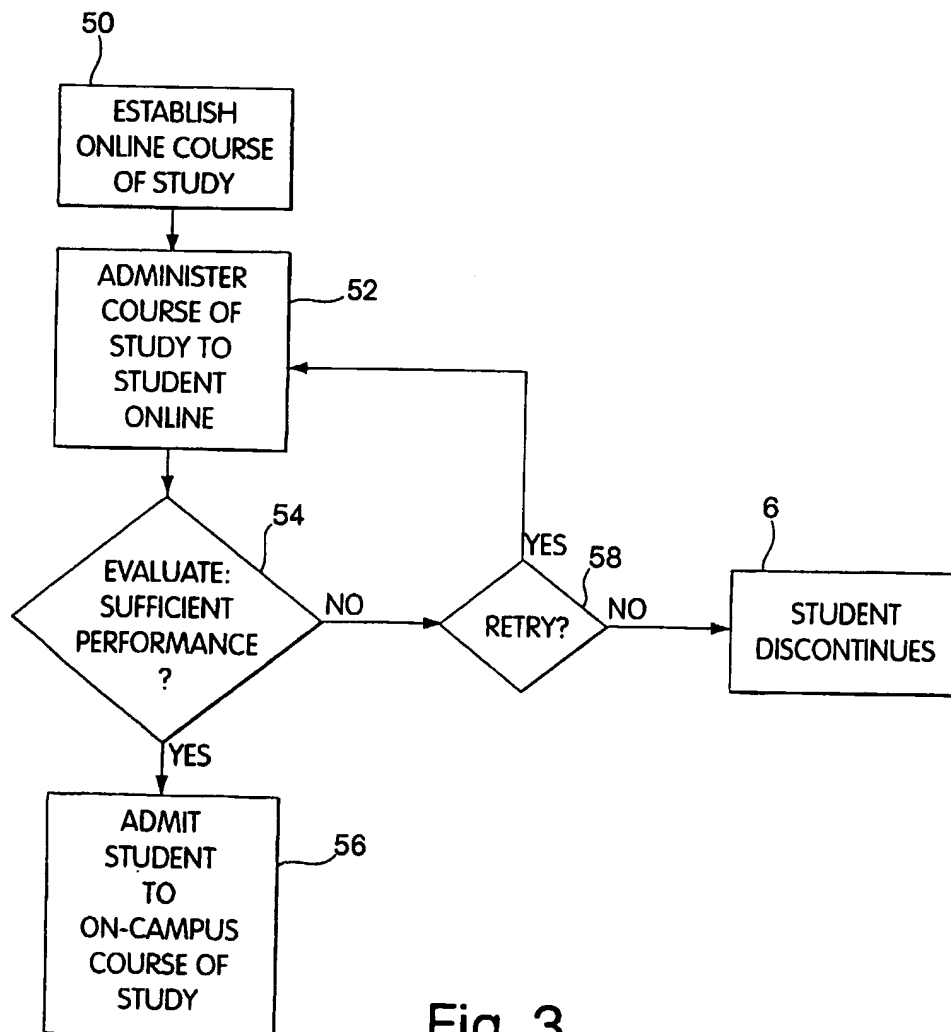 50
ESTABLISH
ONLINE COURSE
OF STUDY
ADMINISTER
COURSE OF
STUDY TO
STUDENT
ONLINE
52
54
EVALUATE:
SUFFICIENT
PERFORMANCE
?
NO
YES
58
RETRY?
NO
6
STUDENT
DISCONTINUES
YES
ADMIT
STUDENT
TO
ON-CAMPUS
COURSE OF
STUDY
56
Fig. 3